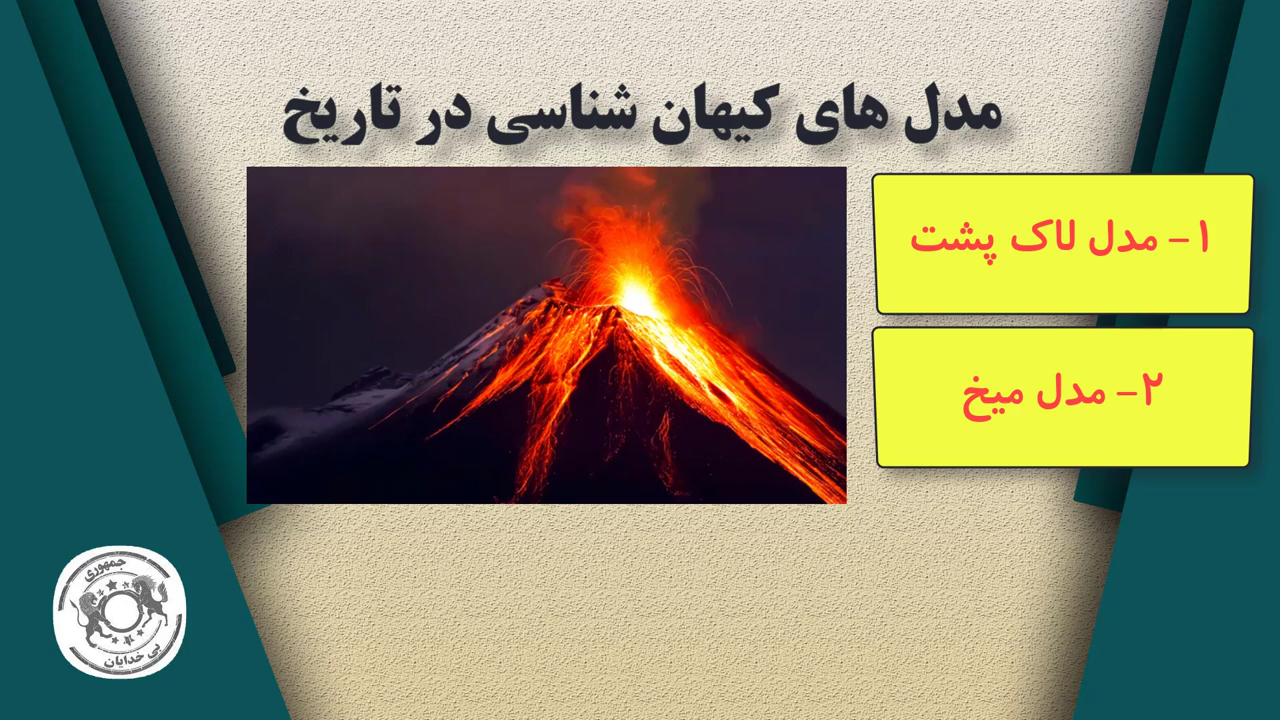 مدل های کیهان شناسی در تاریخ
۱- مدل لاک پشت
۲- مدل میخ
جمهوری
بی خدایان